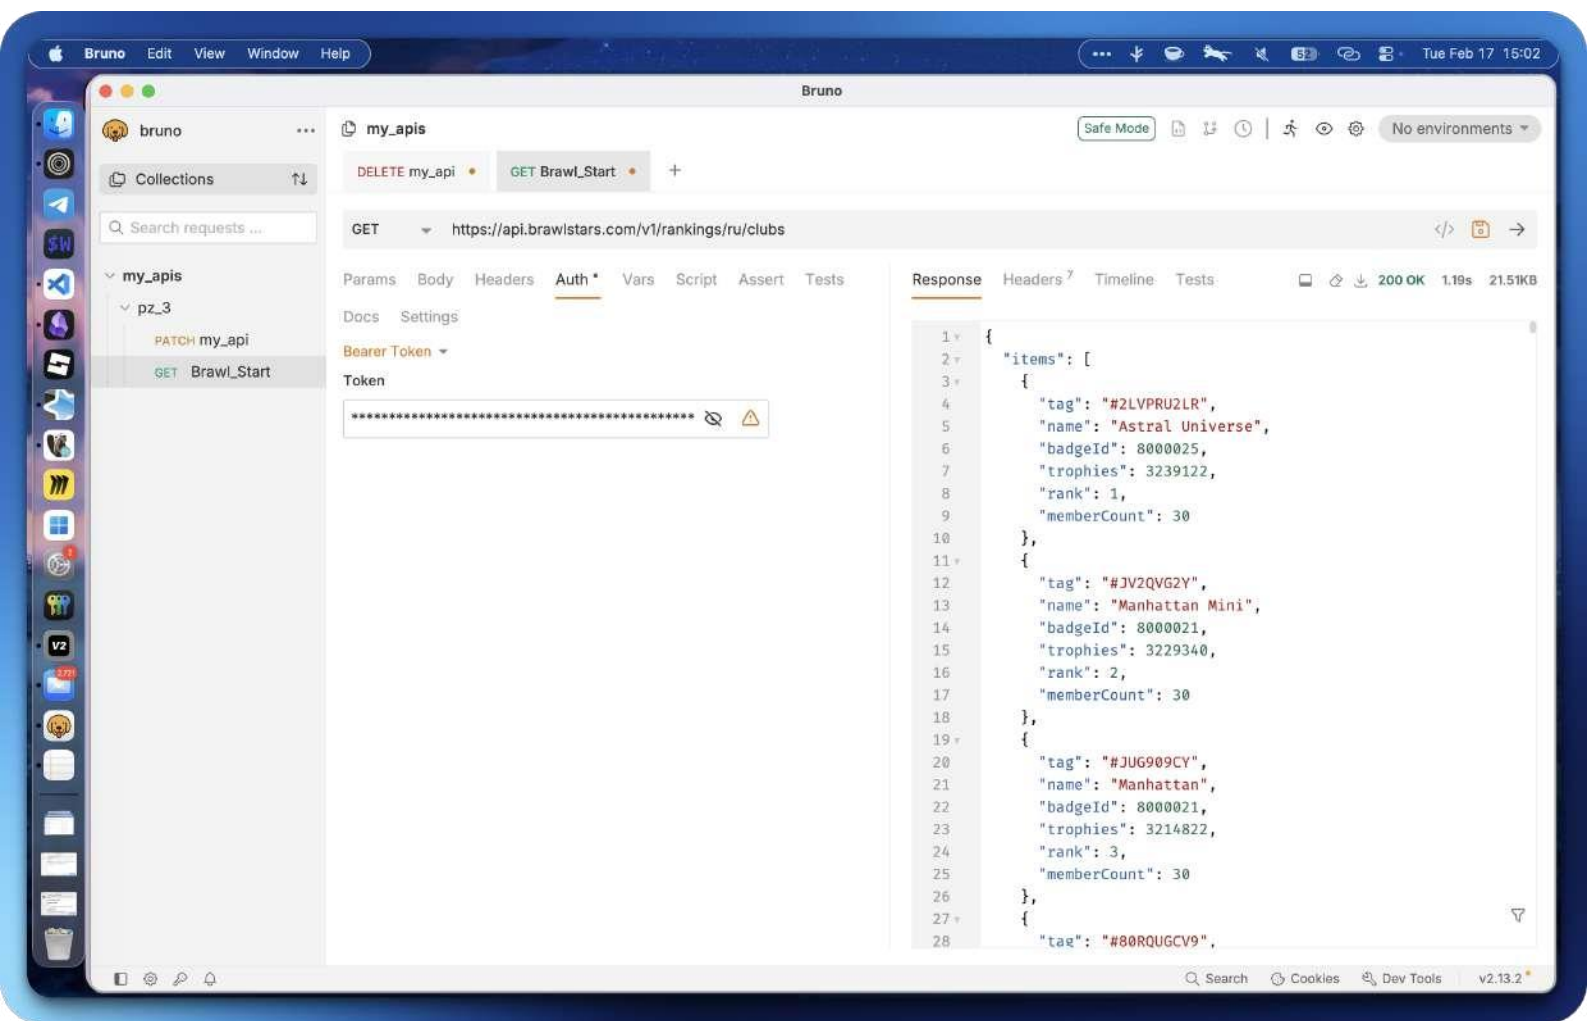 Bruno Edit View Window Help
52 Tue Feb 17 15:02
Bruno
bruno ···
my_apis
Safe Mode
No environments
Collections
DELETE my_api
GET Brawl_Start
+
Search requests ...
GET
https://api.brawlstars.com/v1/rankings/ru/clubs
</>
my_apis
pz_3
PATCH my_api
GET Brawl_Start
Params Body Headers Auth Vars Script Assert Tests
Docs Settings
Bearer Token
Token
**********************************************
Response Headers 7 Timeline Tests
200 OK 1.19s 21.51KB
1 {
2 "items": [
3 {
4 "tag": "#2LVPRU2LR",
5 "name": "Astral Universe",
6 "badgeId": 8000025,
7 "trophies": 3239122,
8 "rank": 1,
9 "memberCount": 30
10 },
11 {
12 "tag": "#JV2QVG2Y",
13 "name": "Manhattan Mini",
14 "badgeId": 8000021,
15 "trophies": 3229340,
16 "rank": 2,
17 "memberCount": 30
18 },
19 {
20 "tag": "#JUG909CY",
21 "name": "Manhattan",
22 "badgeId": 8000021,
23 "trophies": 3214822,
24 "rank": 3,
25 "memberCount": 30
26 },
27 {
28 "tag": "#80RQUGCV9",
$W
V2
2,721
Search Cookies Dev Tools v2.13.2